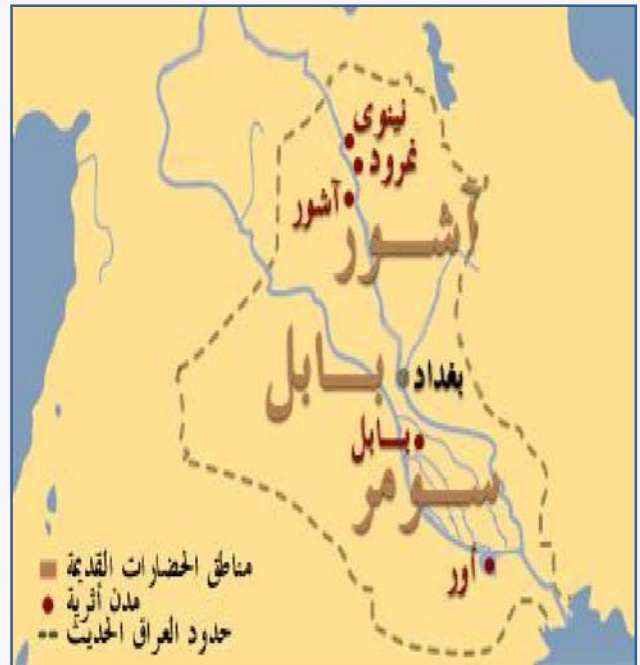 نينوى
نمرود
آشور
آشور
بابل
بغداد
بابل
سومر
أور
مناطق الحضارات القديمة
مدن أثرية
حدود العراق الحديث